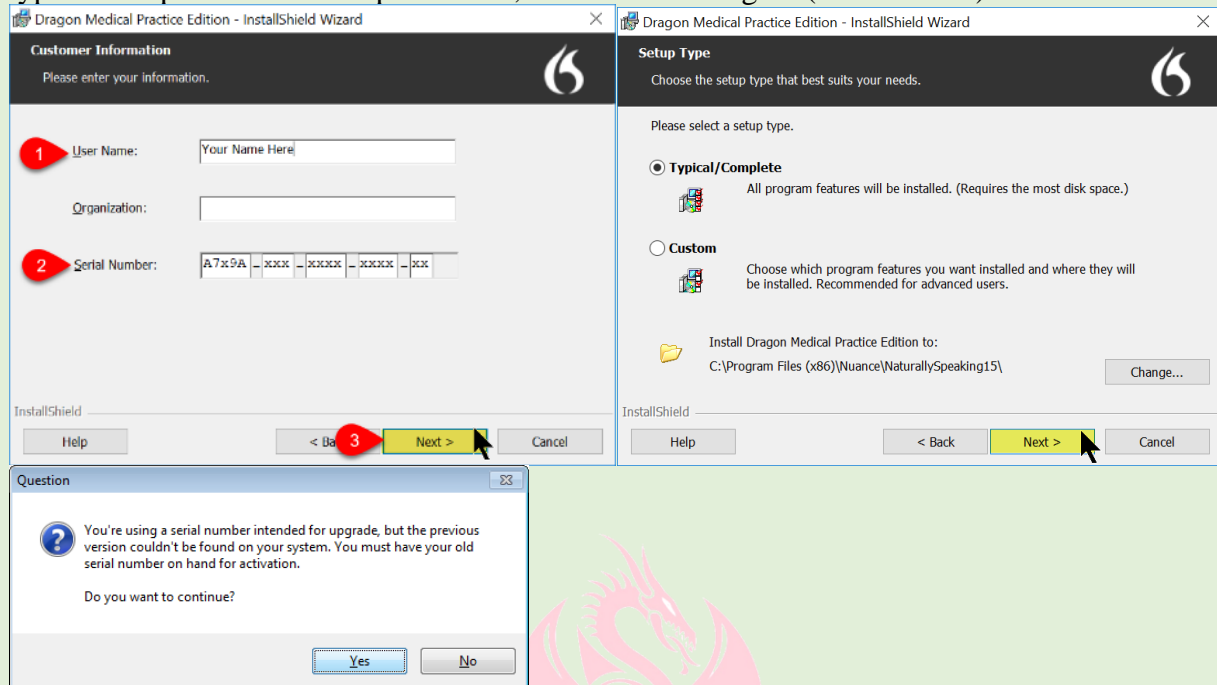 Dragon Medical Practice Edition - InstallShield Wizard
Customer Information
Please enter your information.
1
User Name:
Your Name Here
Organization:
2
Serial Number:
A7x9A - xxx - xxxx - xxxx - xx
InstallShield
Help
< Ba
3
Next >
Cancel
Dragon Medical Practice Edition - InstallShield Wizard
Setup Type
Choose the setup type that best suits your needs.
Please select a setup type.
Typical/Complete
All program features will be installed. (Requires the most disk space.)
Custom
Choose which program features you want installed and where they will
be installed. Recommended for advanced users.
Install Dragon Medical Practice Edition to:
C:\Program Files (x86)\Nuance\NaturallySpeaking15\
Change...
InstallShield
Help
< Back
Next >
Cancel
Question
You're using a serial number intended for upgrade, but the previous
version couldn't be found on your system. You must have your old
serial number on hand for activation.
Do you want to continue?
Yes
No